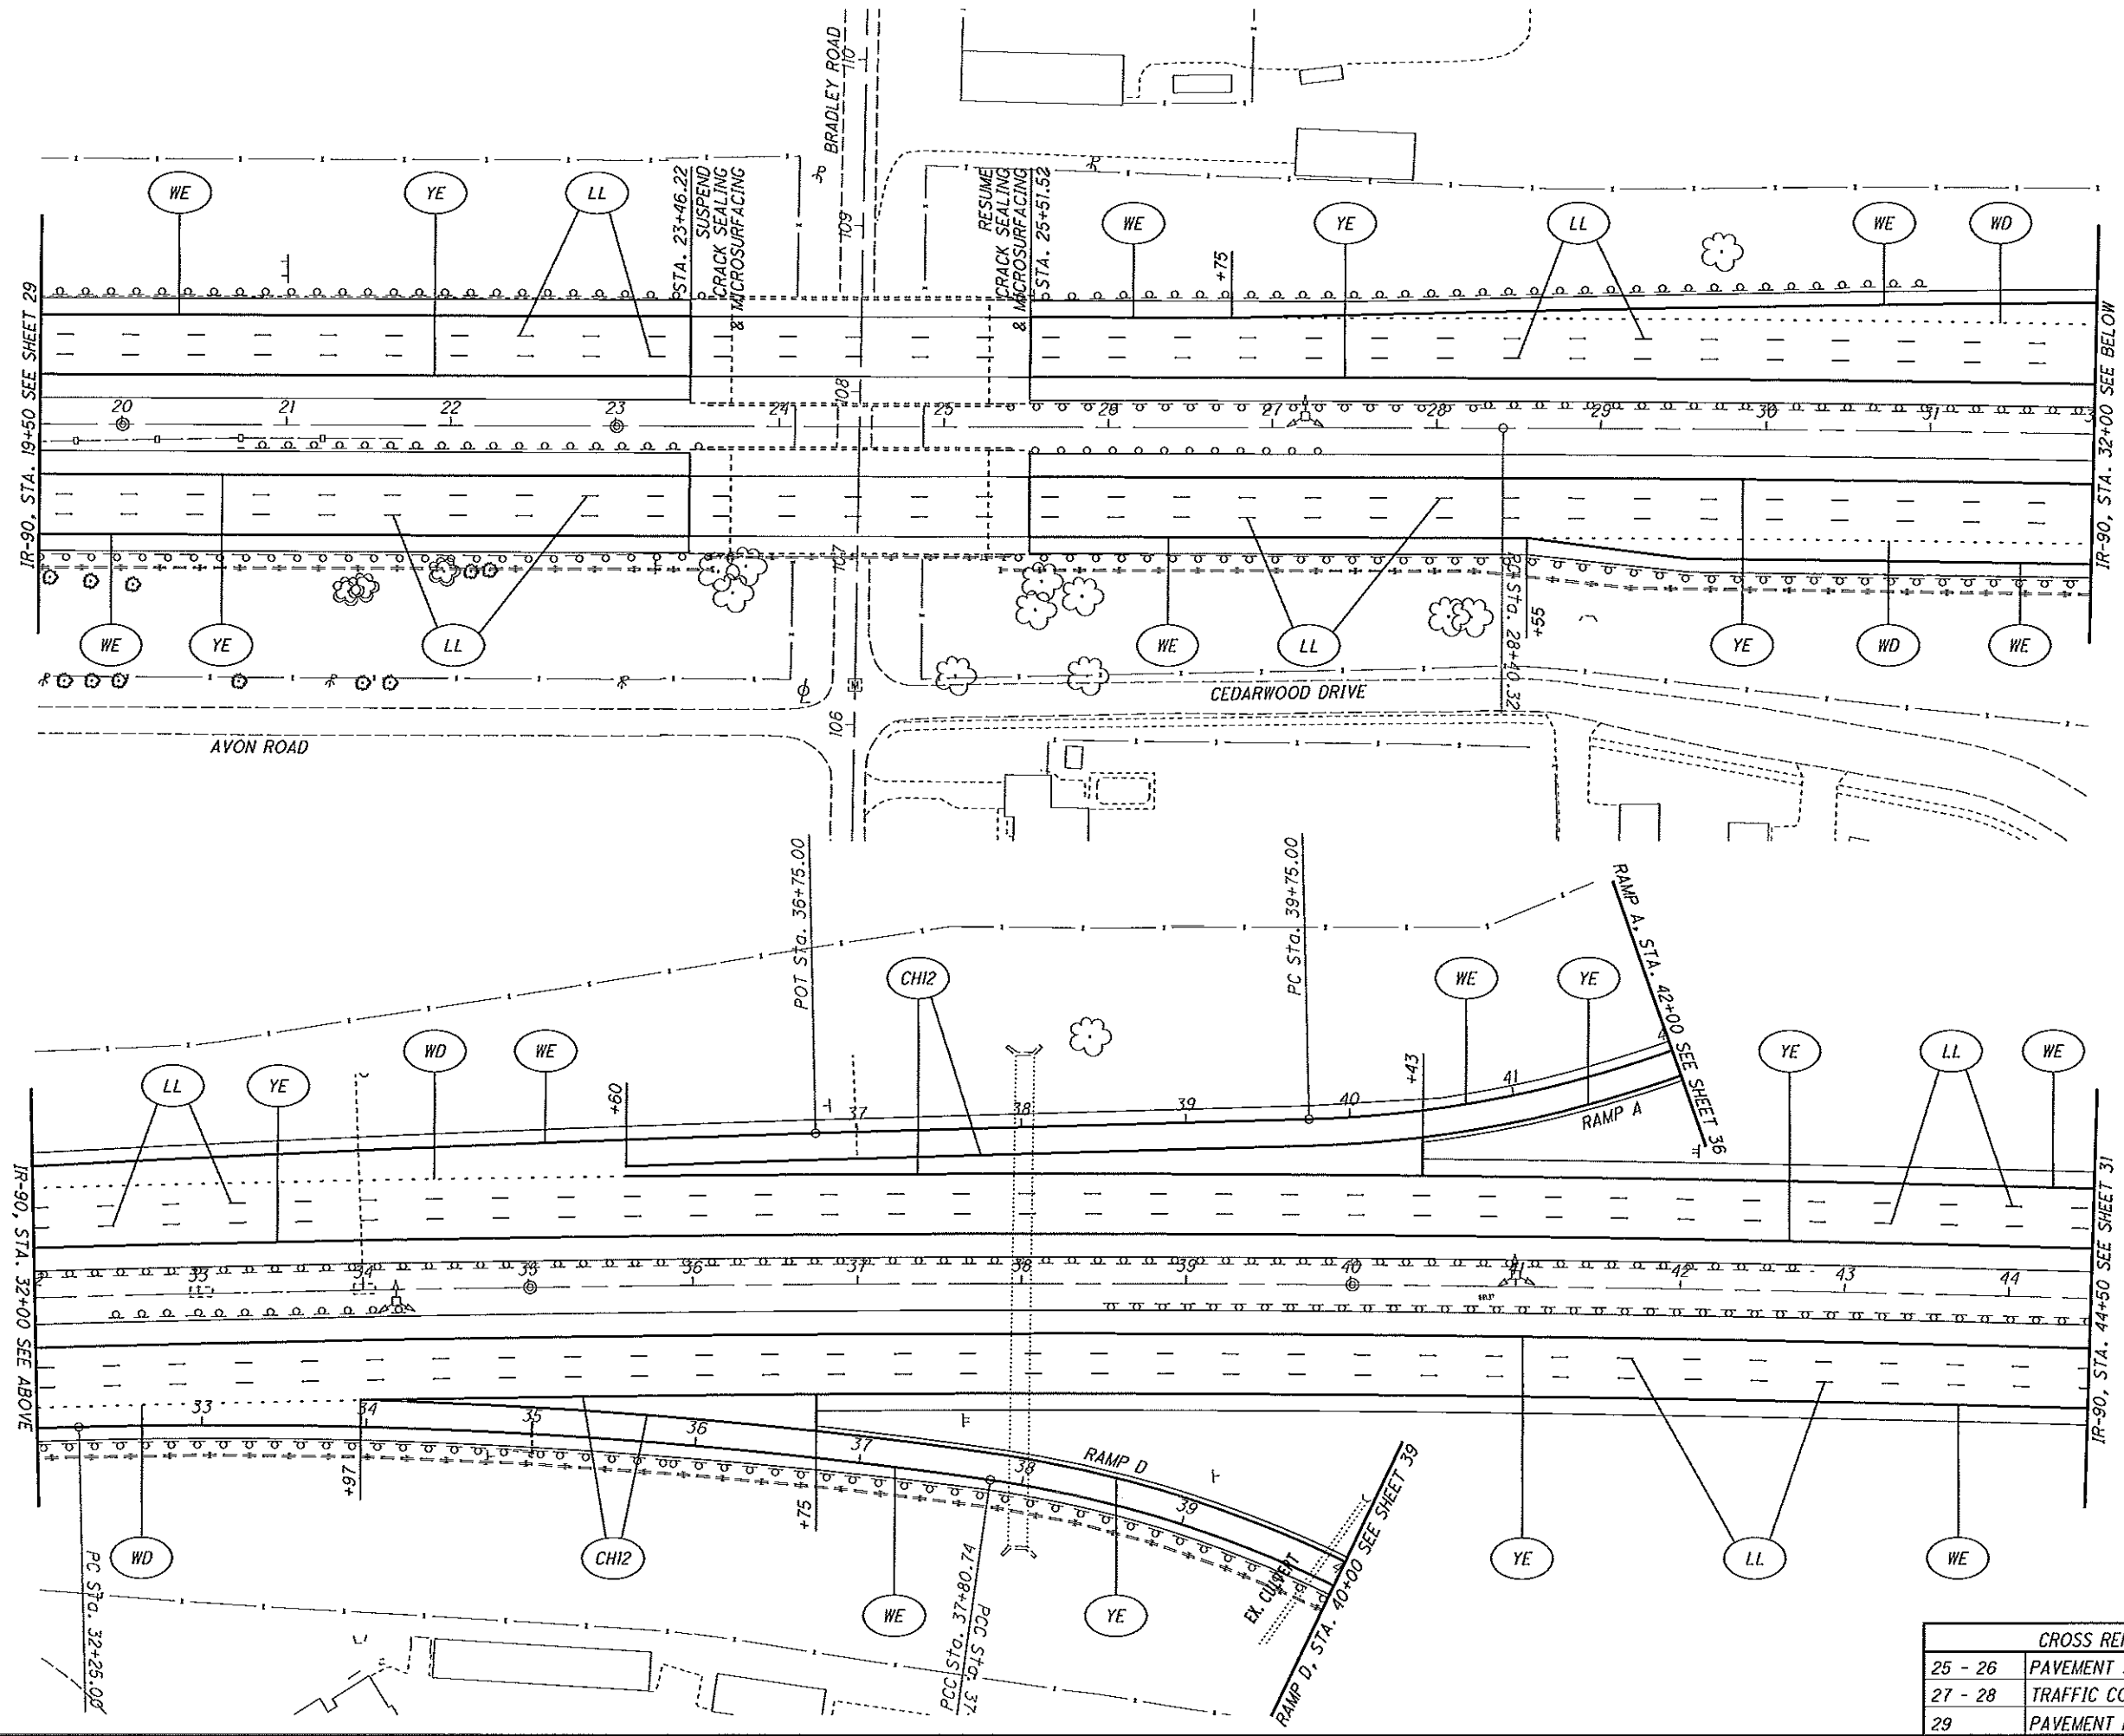 BRADLEY ROAD
110
109
108
107
106
WE
YE
LL
STA. 23+46.22
SUSPEND
CRACK SEALING
& MICROSURFACING
RESUME
CRACK SEALING
& MICROSURFACING
STA. 25+51.52
WE
+75
YE
LL
WE
WD
IR-90, STA. 19+50 SEE SHEET 29
IR-90, STA. 32+00 SEE BELOW
20
21
22
23
24
25
26
27
28
29
30
31
WE
YE
LL
WE
LL
PC Sta. 28+40.32
+55
YE
WD
WE
CEDARWOOD DRIVE
AVON ROAD
POT Sta. 36+75.00
PC Sta. 39+75.00
RAMP A, STA. 42+00 SEE SHEET 36
LL
YE
WD
WE
+60
CH12
+43
WE
YE
YE
LL
WE
37
38
39
40
41
RAMP A
IR-90, STA. 32+00 SEE ABOVE
IR-90, STA. 44+50 SEE SHEET 31
33
34
35
36
37
38
39
40
41
42
43
44
33
34
35
36
37
38
39
RAMP D
+97
+75
WD
CH12
WE
YE
YE
LL
WE
PC Sta. 32+25.00
PCC Sta. 37+80.74
PCC Sta. 37
EX. CULVERT
RAMP D, STA. 40+00 SEE SHEET 39
CROSS
25 - 26 PAVEMENT
27 - 28 TRAFFIC
29 PAVEMENT